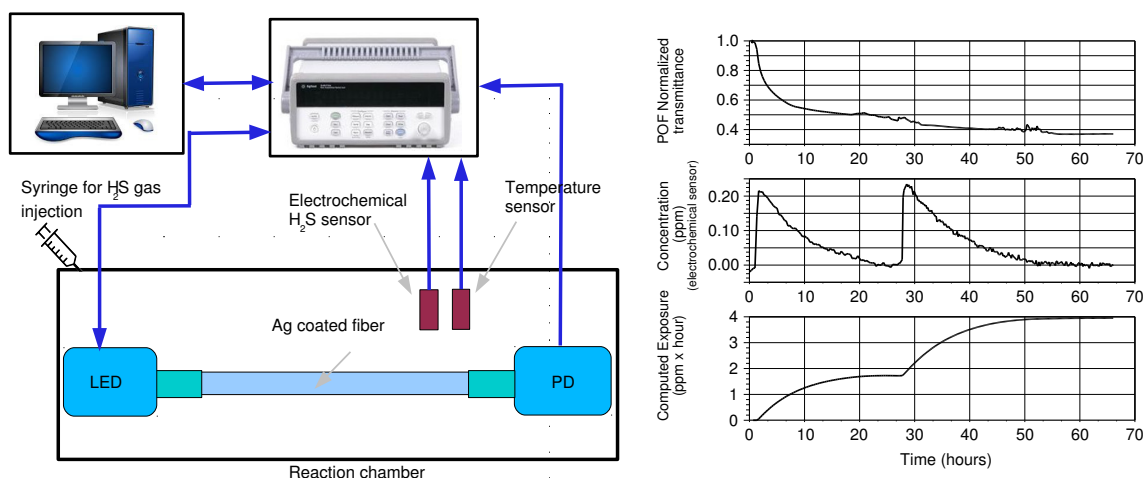 Syringe for H2S gas
injection
Electrochemical
H2S sensor
Temperature
sensor
Ag coated fiber
LED
PD
Reaction chamber
POF Normalized
transmittance
1.0
0.8
0.6
0.4
0 10 20 30 40 50 60 70
Concentration
(ppm)
(electrochemical sensor)
0.20
0.10
0.00
0 10 20 30 40 50 60 70
Computed Exposure
(ppm x hour)
4
3
2
1
0
0 10 20 30 40 50 60 70
Time (hours)